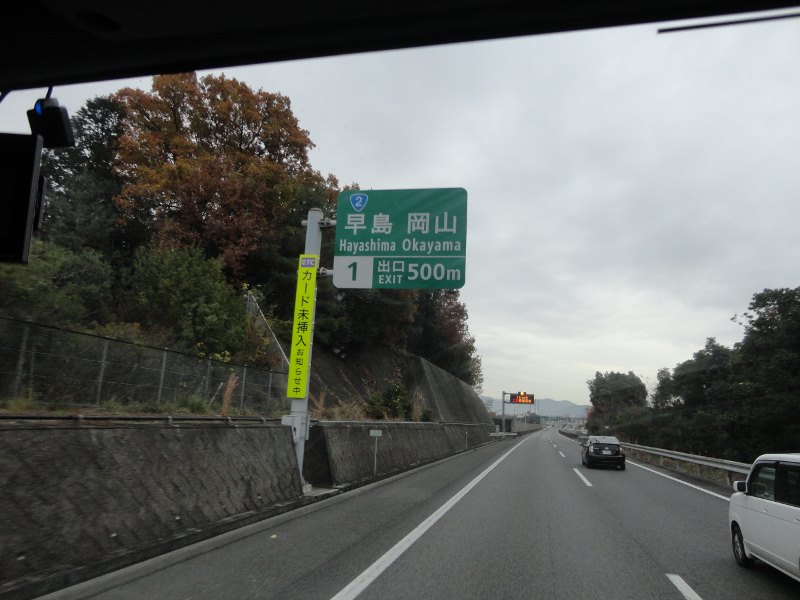 2
早島 岡山
Hayashima Okayama
1 出口 EXIT 500m
ETC
カード未挿入お知らせ中